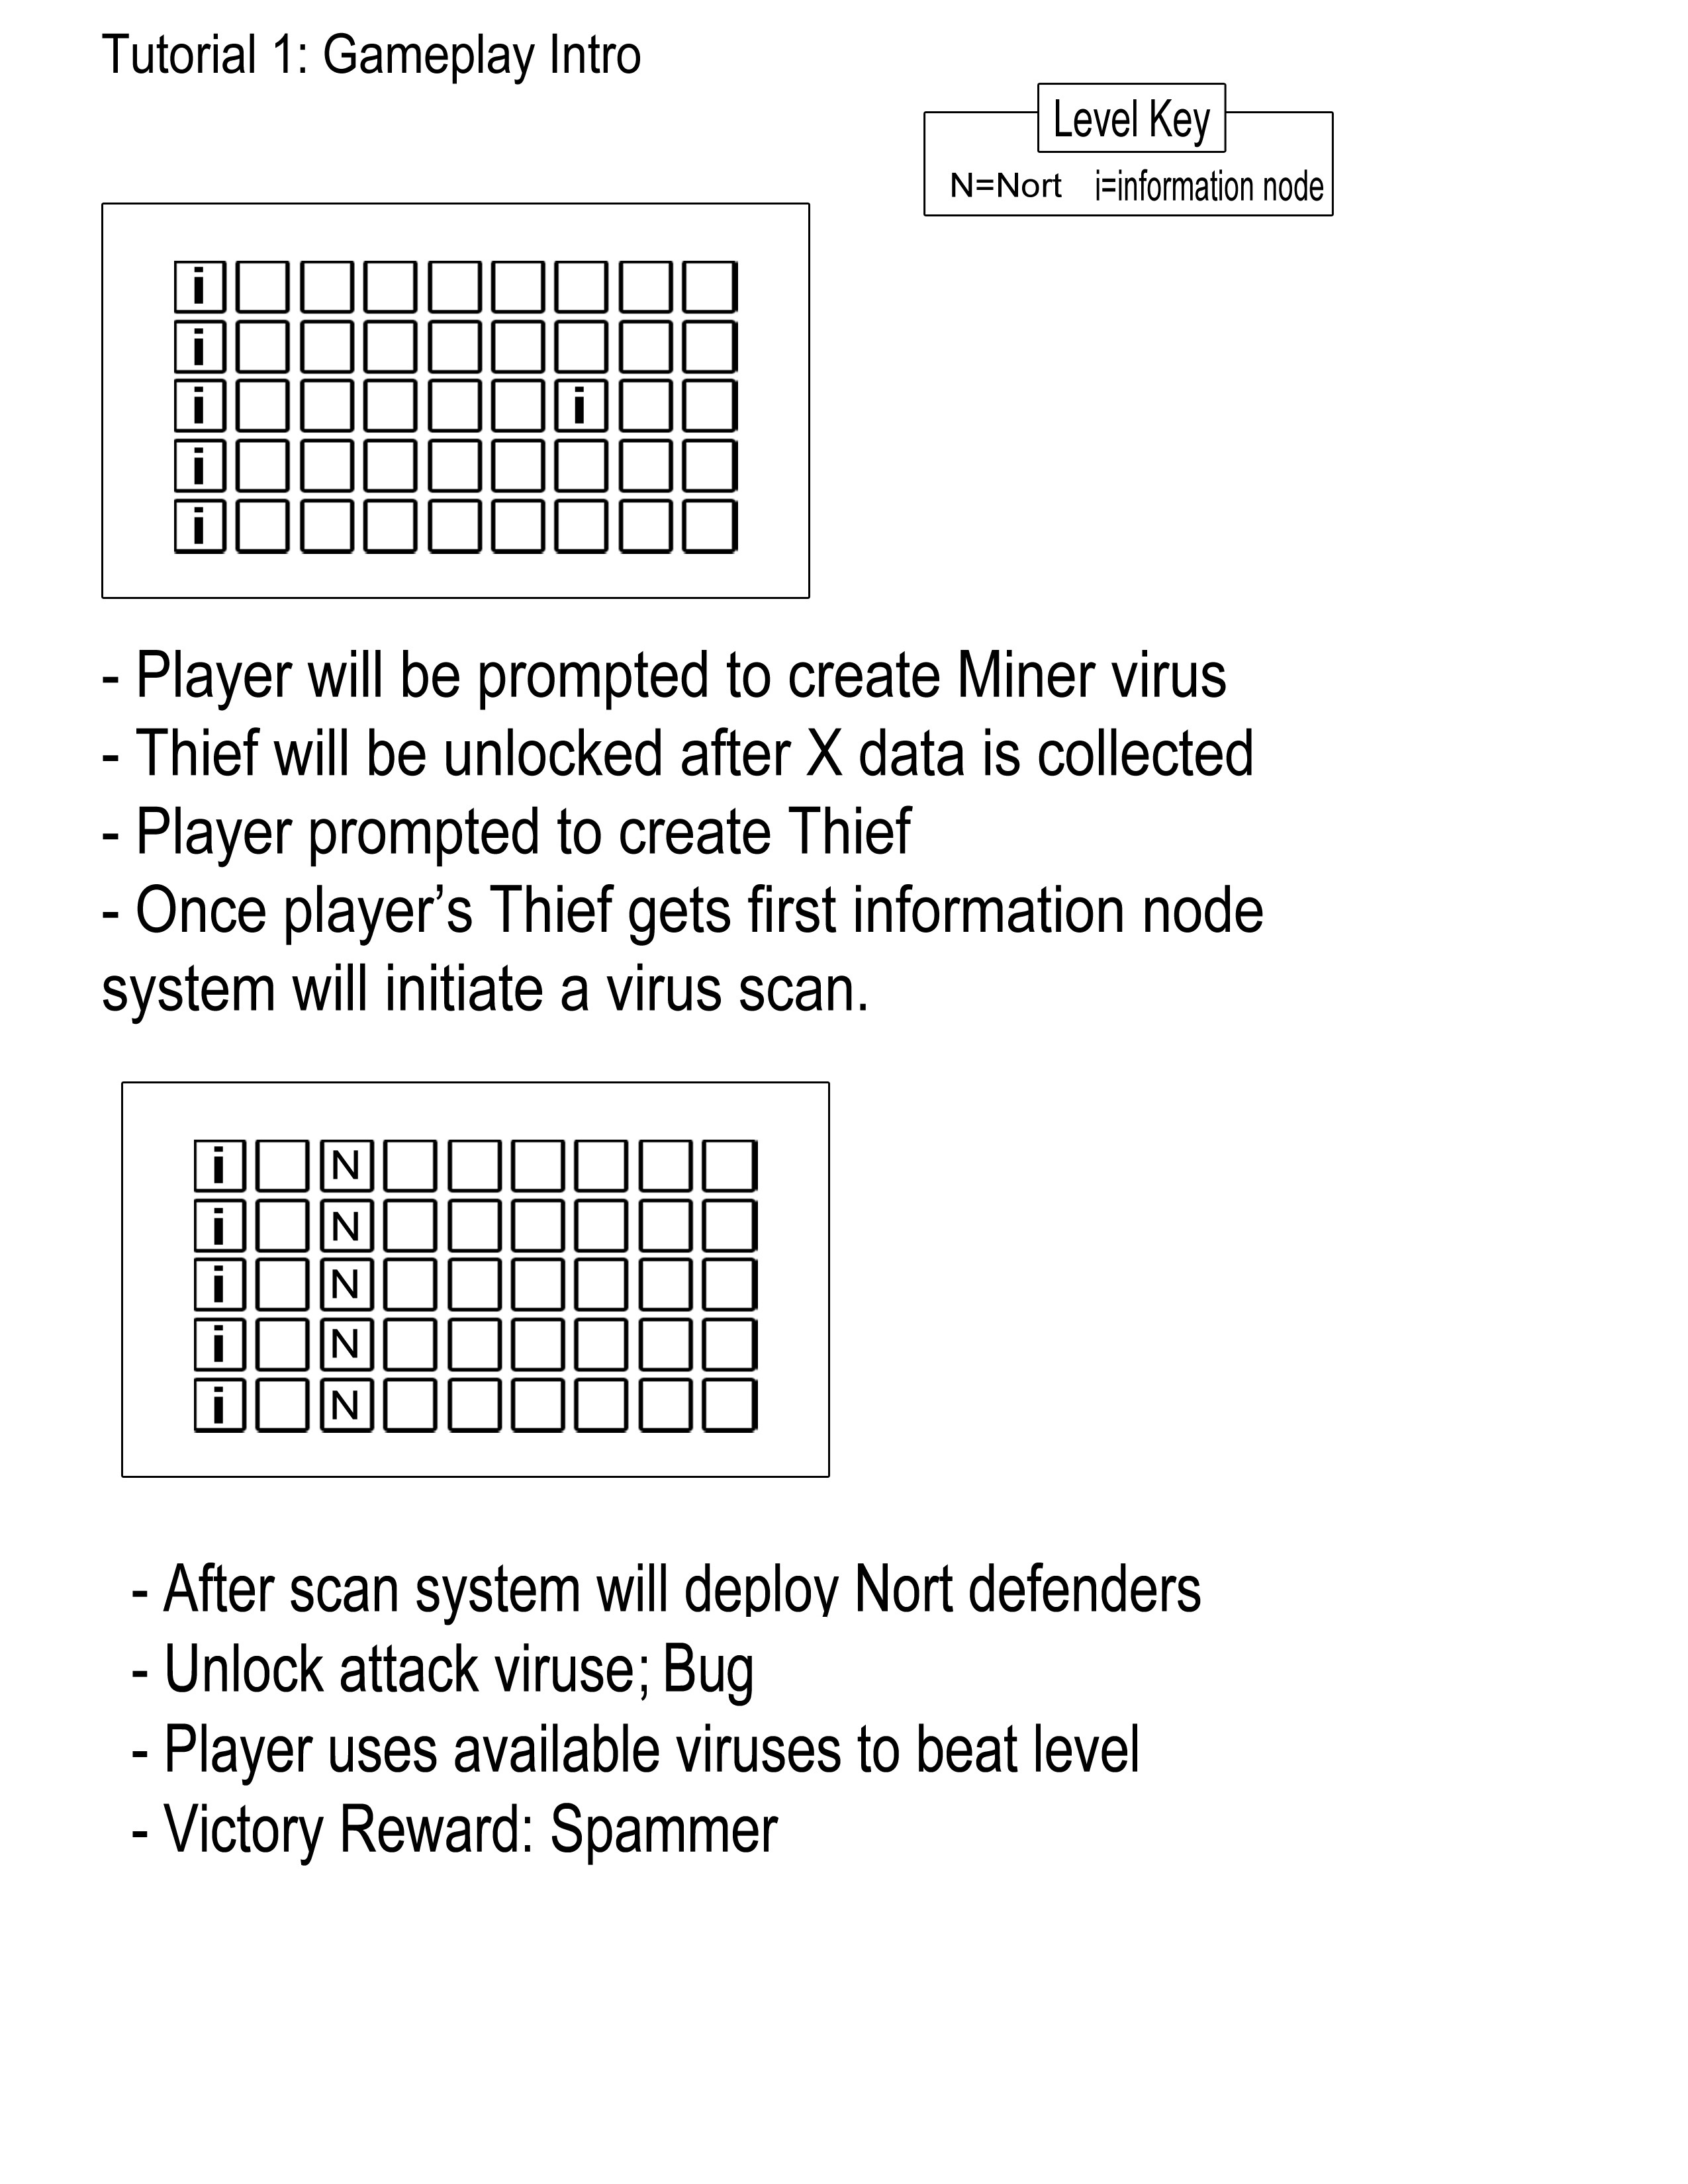 Tutorial 1: Gameplay Intro
Level Key
N=Nort i=information node
i
i
i i
i
i
- Player will be prompted to create Miner virus
- Thief will be unlocked after X data is collected
- Player prompted to create Thief
- Once player’s Thief gets first information node
system will initiate a virus scan.
i N
i N
i N
i N
i N
- After scan system will deploy Nort defenders
- Unlock attack viruse; Bug
- Player uses available viruses to beat level
- Victory Reward: Spammer